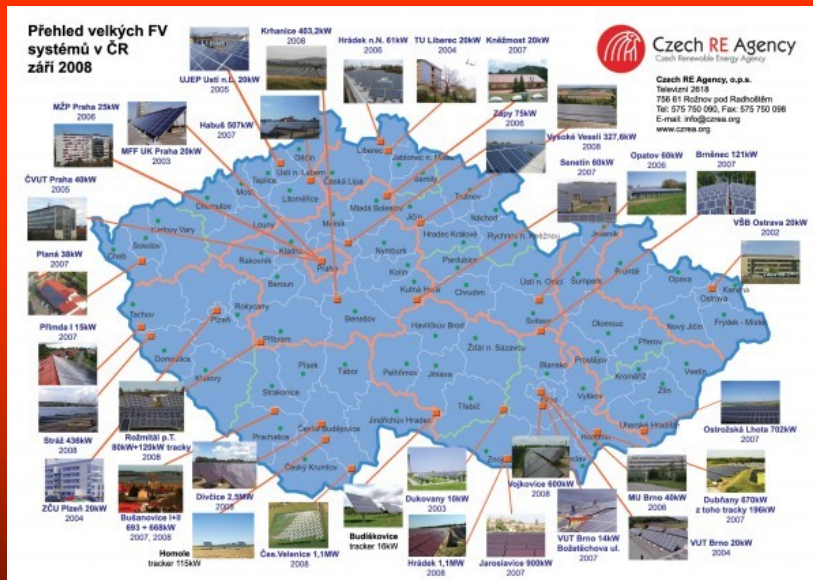 Přehled velkých FV
systémů v ČR
září 2008
Czech RE Agency
Czech Renewable Energy Agency
Czech RE Agency, o.p.s.
Televizní 2618
756 61 Rožnov pod Radhoštěm
Tel: 575 750 090, Fax: 575 750 098
E-mail: info@czrea.org
www.czrea.org
Krhanice 403,2kW
2008
Hrádek n.N. 61kW
2006
TU Liberec 20kW
2004
Kněžmost 20kW
2007
UJEP Ústí n.L. 20kW
2005
MŽP Praha 25kW
2006
Habuš 507kW
2007
MFF UK Praha 20kW
2003
Zápy 75kW
2006
Vysoké Veselí 327,6kW
2008
Senetín 60kW
2007
Opatov 60kW
2006
Brněnec 121kW
2007
ČVUT Praha 40kW
2005
VŠB Ostrava 20kW
2002
Planá 38kW
2007
Přimda I 15kW
2007
Stráž 436kW
2008
ZČU Plzeň 20kW
2004
Rožmitál p.T.
80kW+120kW tracky
2008
Bušanovice I+II
693 + 668kW
2007, 2008
Divčice 2,5MW
2008
Homole
tracker 115kW
Čes.Velenice 1,1MW
2008
Budíškovice
tracker 16kW
Dukovany 10kW
2003
Hrádek 1,1MW
2008
Jaroslavice 900kW
2007
Vojkovice 600kW
2008
VUT Brno 14kW
Božetěchova ul.
2007
MU Brno 40kW
2006
VUT Brno 20kW
2004
Dubňany 670kW
z toho tracky 196kW
2007
Ostrožská Lhota 702kW
2007
Děčín
Liberec
Jablonec n. Nisou
Ústí n. Labem
Teplice
Česká Lípa
Semily
Most
Litoměřice
Trutnov
Chomutov
Mladá Boleslav
Jičín
Louny
Mělník
Náchod
Karlovy Vary
Hradec Králové
Rychnov n. Kněžnou
Jeseník
Sokolov
Cheb
Kladno
Nymburk
Rakovník
Praha
Pardubice
Bruntál
Kolín
Opava
Beroun
Kutná Hora
Chrudim
Ústí n. Orlicí
Šumperk
Karviná
Ostrava
Tachov
Rokycany
Plzeň
Benešov
Svitavy
Frýdek - Místek
Příbram
Havlíčkův Brod
Olomouc
Nový Jičín
Domažlice
Žďár n. Sázavou
Přerov
Klatovy
Písek
Tábor
Pelhřimov
Jihlava
Blansko
Prostějov
Vsetín
Kroměříž
Strakonice
Třebíč
Brno
Vyškov
Zlín
Prachatice
České Budějovice
Jindřichův Hradec
Uherské Hradiště
Český Krumlov